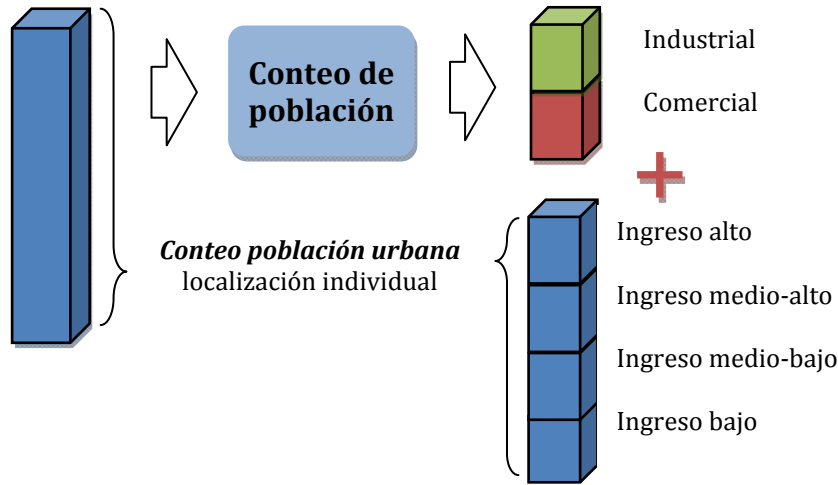 Conteo de
población
Industrial
Comercial
Conteo población urbana
localización individual
Ingreso alto
Ingreso medio-alto
Ingreso medio-bajo
Ingreso bajo